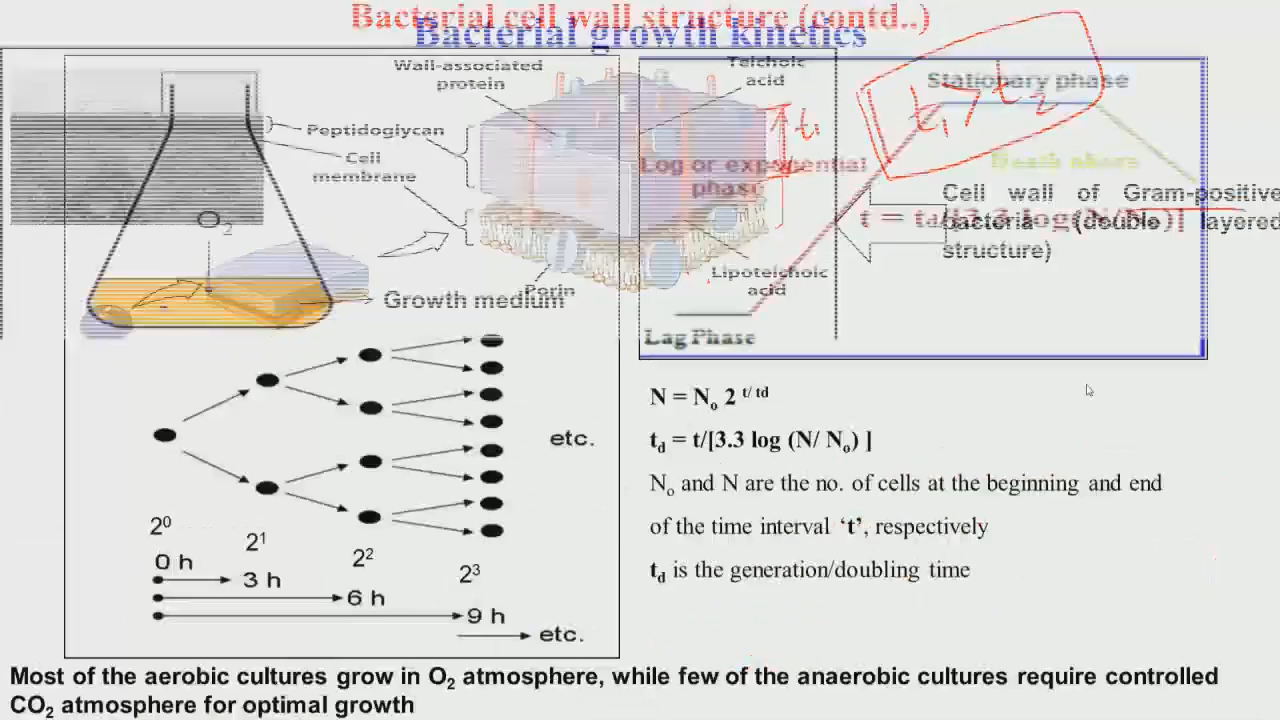 Bacterial cell wall structure (contd..)
Bacterial growth kinetics
Wall-associated
protein
Teichoic
acid
Stationary phase
t₁ > t₂
Peptidoglycan
t₁
Cell
membrane
Log or exponential
phase
Death phase
Cell wall of Gram-positive
bacteria (double layered
structure)
O₂
Lipoteichoic
acid
Porin
Growth medium
Lag Phase
N = Nₒ 2 ᵗ/ ᵗᵈ
t_d = t/[3.3 log (N/ Nₒ) ]
Nₒ and N are the no. of cells at the beginning and end
of the time interval ‘t’, respectively
t_d is the generation/doubling time
etc.
2⁰
2¹
2²
2³
0 h
3 h
6 h
9 h
etc.
Most of the aerobic cultures grow in O₂ atmosphere, while few of the anaerobic cultures require controlled
CO₂ atmosphere for optimal growth